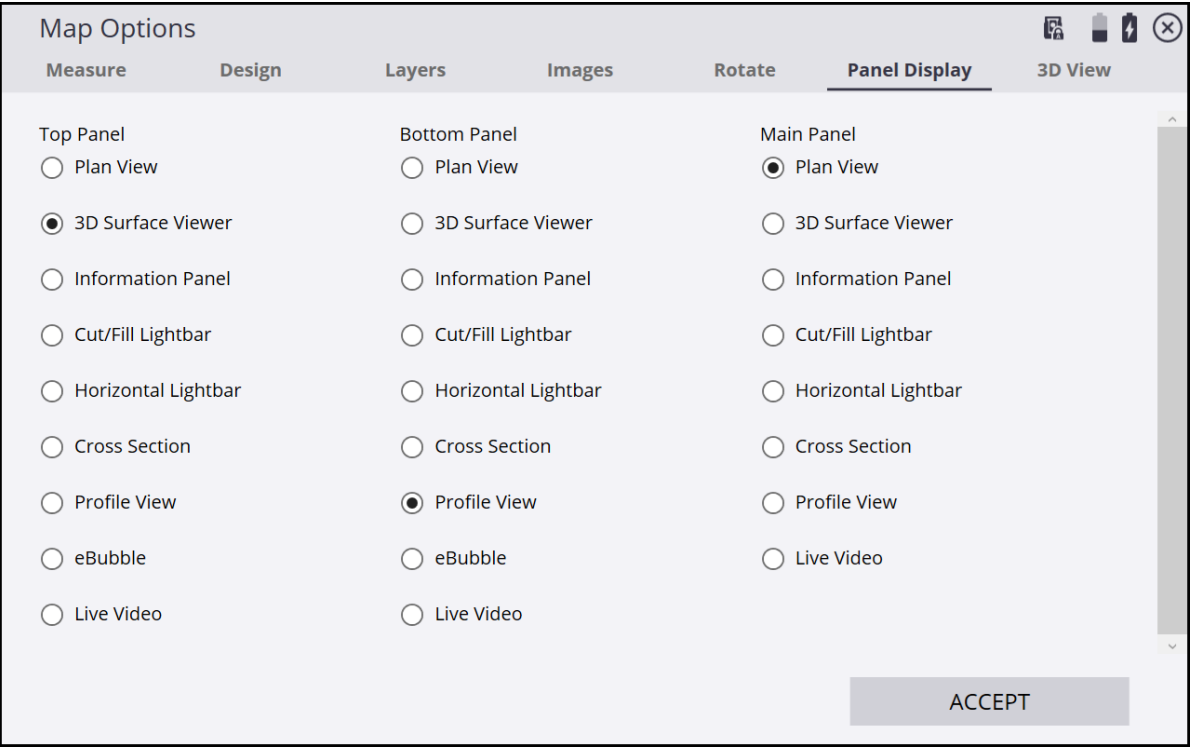 Map Options
Measure Design Layers Images Rotate Panel Display 3D View
Top Panel Bottom Panel Main Panel
Plan View Plan View Plan View
3D Surface Viewer 3D Surface Viewer 3D Surface Viewer
Information Panel Information Panel Information Panel
Cut/Fill Lightbar Cut/Fill Lightbar Cut/Fill Lightbar
Horizontal Lightbar Horizontal Lightbar Horizontal Lightbar
Cross Section Cross Section Cross Section
Profile View Profile View Profile View
eBubble eBubble Live Video
Live Video Live Video
ACCEPT